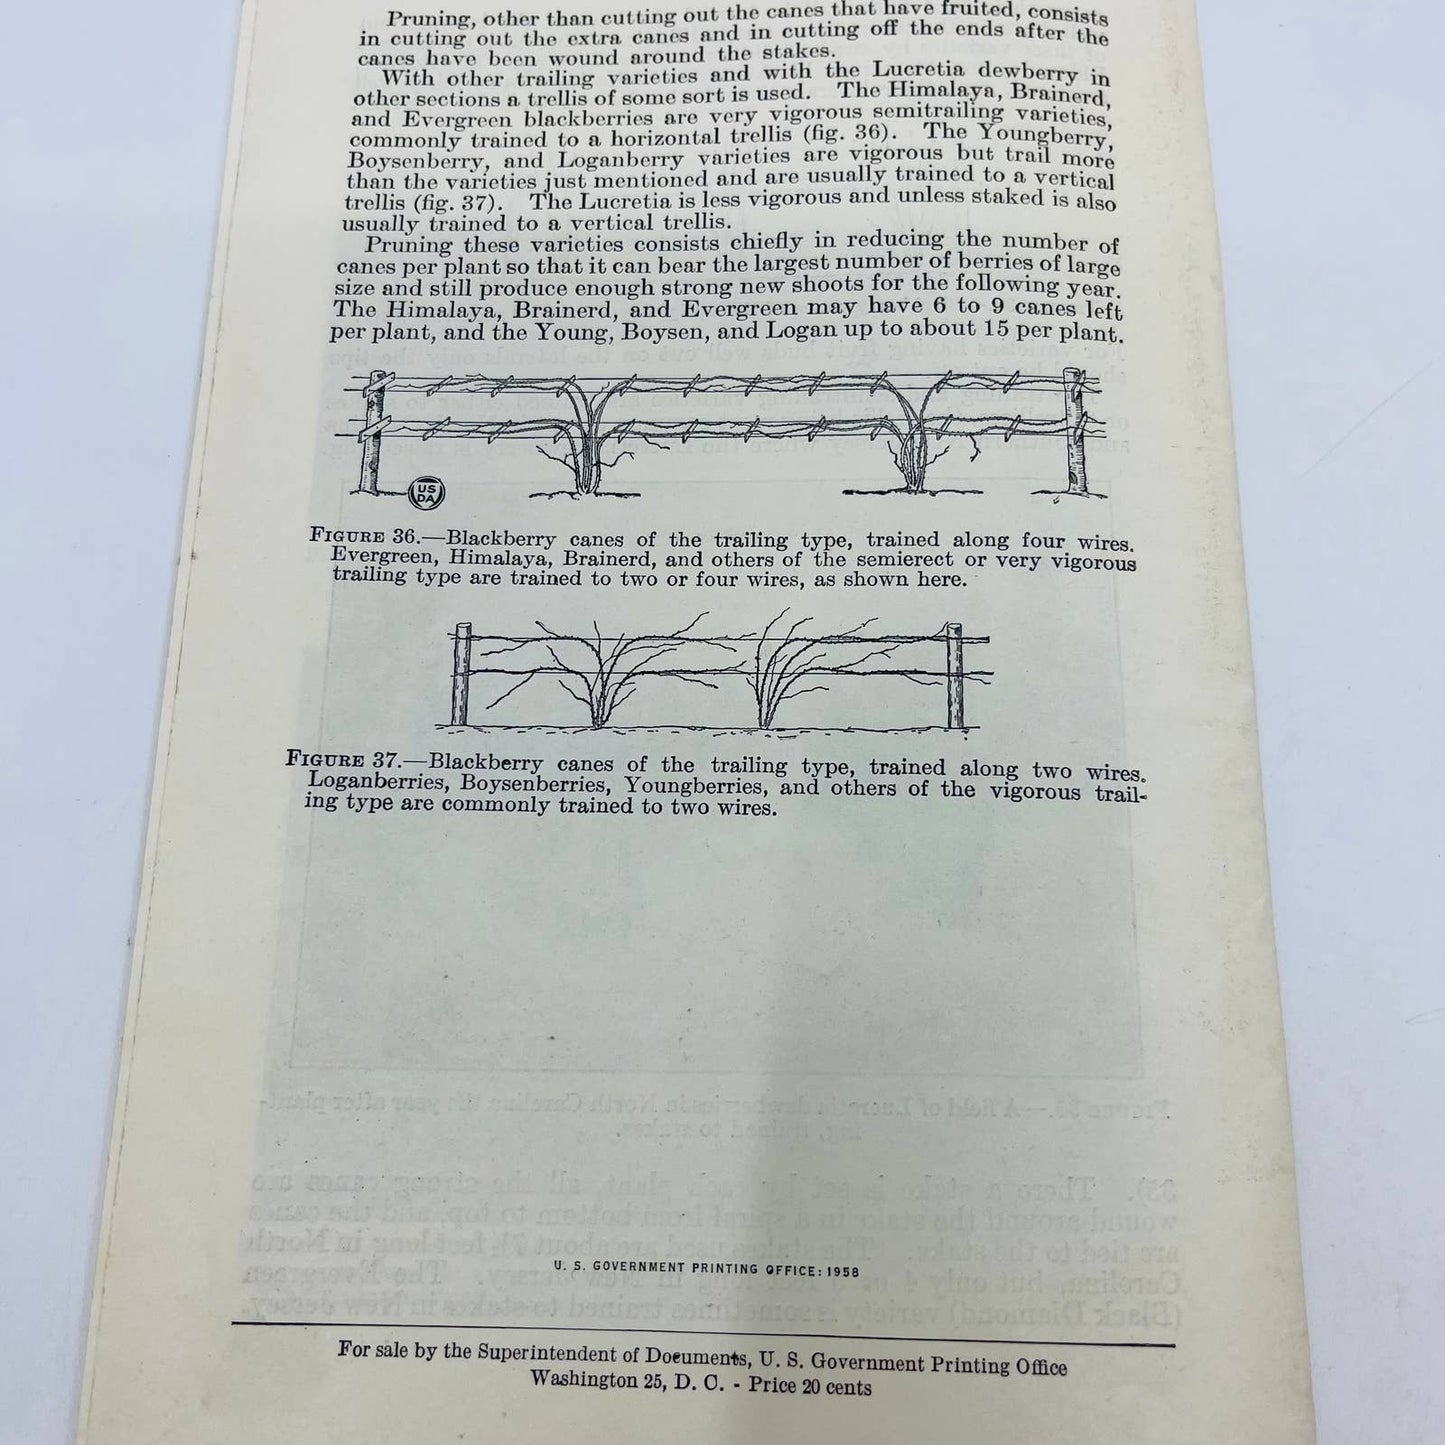 Pruning, other than cutting out the canes that have fruited, consists
in cutting out the extra canes and in cutting off the ends after the
canes have been wound around the stakes.
With other trailing varieties and with the Lucretia dewberry in
other sections a trellis of some sort is used. The Himalaya, Brainerd,
and Evergreen blackberries are very vigorous semitrailing varieties,
commonly trained to a horizontal trellis (fig. 36). The Youngberry,
Boysenberry, and Loganberry varieties are vigorous but trail more
than the varieties just mentioned and are usually trained to a vertical
trellis (fig. 37). The Lucretia is less vigorous and unless staked is also
usually trained to a vertical trellis.
Pruning these varieties consists chiefly in reducing the number of
canes per plant so that it can bear the largest number of berries of large
size and still produce enough strong new shoots for the following year.
The Himalaya, Brainerd, and Evergreen may have 6 to 9 canes left
per plant, and the Young, Boysen, and Logan up to about 15 per plant.
US
DA
FIGURE 36.—Blackberry canes of the trailing type, trained along four wires.
Evergreen, Himalaya, Brainerd, and others of the semierect or very vigorous
trailing type are trained to two or four wires, as shown here.
FIGURE 37.—Blackberry canes of the trailing type, trained along two wires.
Loganberries, Boysenberries, Youngberries, and others of the vigorous trail-
ing type are commonly trained to two wires.
U. S. GOVERNMENT PRINTING OFFICE: 1958
For sale by the Superintendent of Documents, U. S. Government Printing Office
Washington 25, D. C. - Price 20 cents